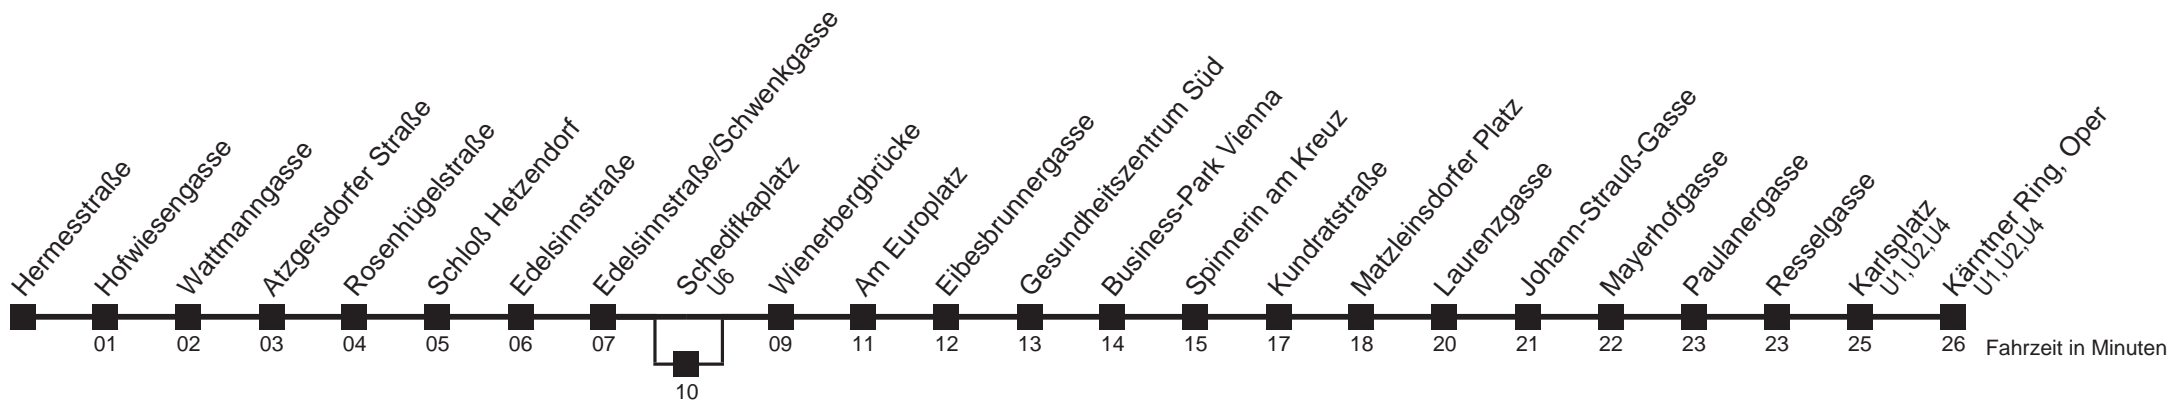 Hermesstraße
Hofwiesengasse
Wattmanngasse
Atzgersdorfer Straße
Rosenhügelstraße
Schloß Hetzendorf
Edelsinnstraße
Edelsinnstraße/Schwenkgasse
Schedifkaplatz
U6
Wienerbergbrücke
Am Europlatz
Eibesbrunnergasse
Gesundheitszentrum Süd
Business-Park Vienna
Spinnerin am Kreuz
Kundratstraße
Matzleinsdorfer Platz
Laurenzgasse
Johann-Strauß-Gasse
Mayerhofgasse
Paulanergasse
Resselgasse
Karlsplatz
U1,U2,U4
Kärntner Ring, Oper
U1,U2,U4
01 02 03 04 05 06 07 09 11 12 13 14 15 17 18 20 21 22 23 23 25 26 Fahrzeit in Minuten
10